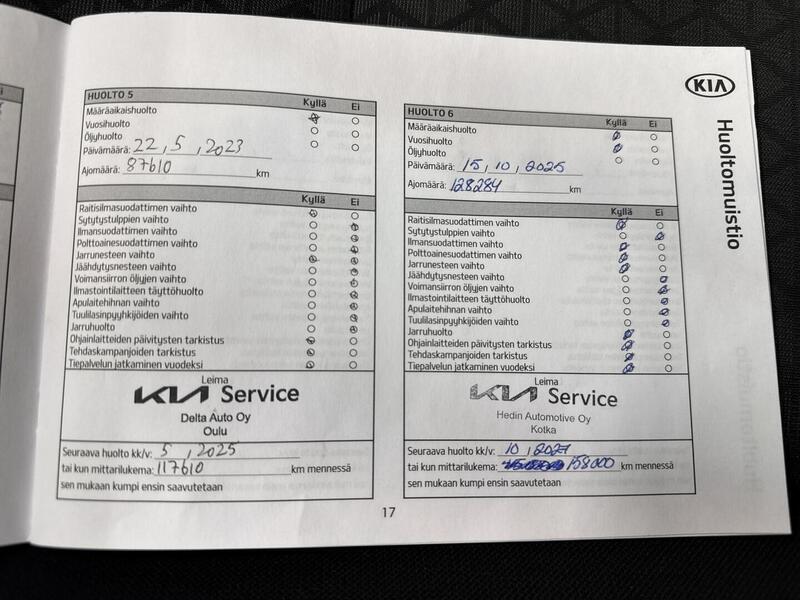 HUOLTO 5 Kyllä Ei
Määräaikaishuolto
Vuosihuolto
Öljyhuolto
Päivämäärä: 22, 5, 2023
Ajomäärä: 87610 km
Kyllä Ei
Raitisilmasuodattimen vaihto
Sytytystulppien vaihto
Ilmansuodattimen vaihto
Polttoainesuodattimen vaihto
Jarrunesteen vaihto
Jäähdytysnesteen vaihto
Voimansiirron öljyjen vaihto
Ilmastointilaitteen täyttöhuolto
Apulaitehihnan vaihto
Tuulilasinpyyhkijöiden vaihto
Jarruhuolto
Ohjainlaitteiden päivitysten tarkistus
Tehdaskampanjoiden tarkistus
Tiepalvelun jatkaminen vuodeksi
Leima
KIA Service
Delta Auto Oy
Oulu
Seuraava huolto kk/v: 5, 2025
tai kun mittarilukema: 117610 km mennessä
sen mukaan kumpi ensin saavutetaan
HUOLTO 6 Kyllä Ei
Määräaikaishuolto
Vuosihuolto
Öljyhuolto
Päivämäärä: 15, 10, 2025
Ajomäärä: 128284 km
Kyllä Ei
Raitisilmasuodattimen vaihto
Sytytystulppien vaihto
Ilmansuodattimen vaihto
Polttoainesuodattimen vaihto
Jarrunesteen vaihto
Jäähdytysnesteen vaihto
Voimansiirron öljyjen vaihto
Ilmastointilaitteen täyttöhuolto
Apulaitehihnan vaihto
Tuulilasinpyyhkijöiden vaihto
Jarruhuolto
Ohjainlaitteiden päivitysten tarkistus
Tehdaskampanjoiden tarkistus
Tiepalvelun jatkaminen vuodeksi
Leima
KIA Service
Hedin Automotive Oy
Kotka
Seuraava huolto kk/v: 10, 2027
tai kun mittarilukema: 158000 km mennessä
sen mukaan kumpi ensin saavutetaan
KIA
Huoltomuistio
17